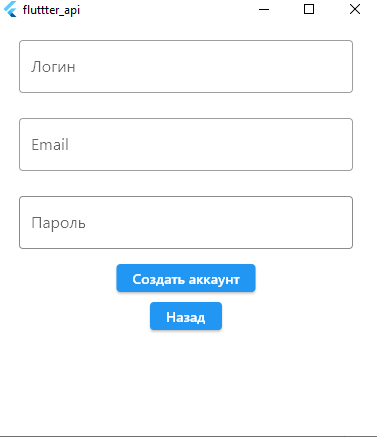 fluttter_api
Логин
Email
Пароль
Создать аккаунт
Назад